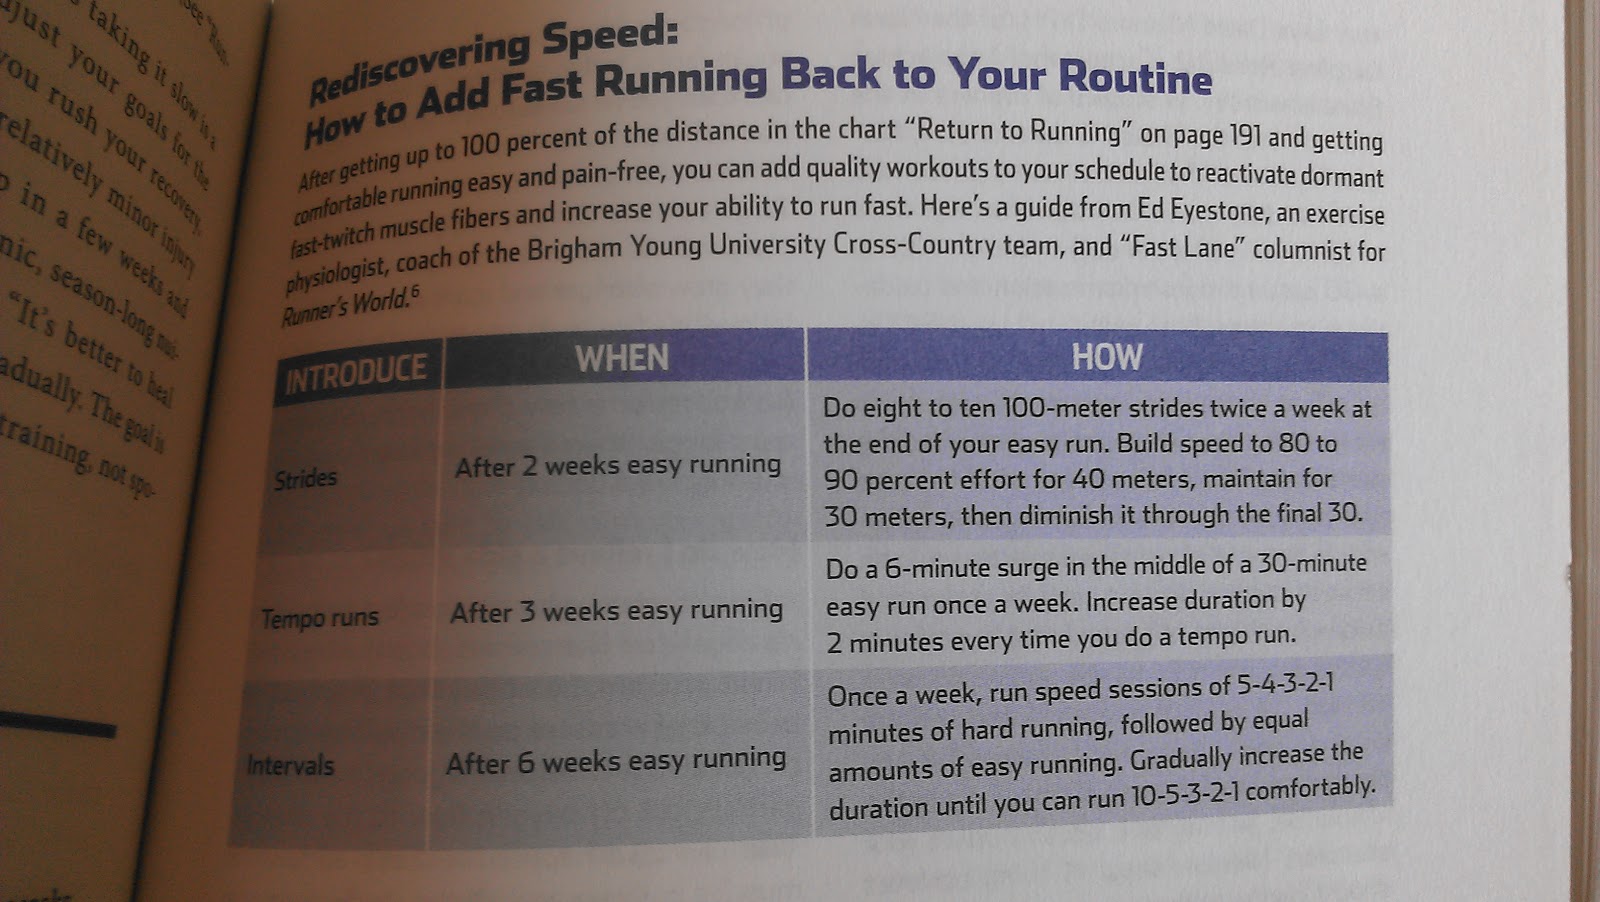 see "Run-
taking it slow is a
just your goals for the
you rush your recovery,
relatively minor injury
in a few weeks and
season-long
"It's better to heal
The goal is
training, not spo-
Rediscovering Speed:
How to Add Fast Running Back to Your Routine
After getting up to 100 percent of the distance in the chart "Return to Running" on page 191 and getting
comfortable running easy and pain-free, you can add quality workouts to your schedule to reactivate dormant
fast-twitch muscle fibers and increase your ability to run fast. Here's a guide from Ed Eyestone, an exercise
physiologist, coach of the Brigham Young University Cross-Country team, and "Fast Lane" columnist for
Runner's World.6
INTRODUCE WHEN HOW
Do eight to ten 100-meter strides twice a week at
the end of your easy run. Build speed to 80 to
Strides After 2 weeks easy running 90 percent effort for 40 meters, maintain for
30 meters, then diminish it through the final 30.
Do a 6-minute surge in the middle of a 30-minute
Tempo runs After 3 weeks easy running easy run once a week. Increase duration by
2 minutes every time you do a tempo run.
Once a week, run speed sessions of 5-4-3-2-1
minutes of hard running, followed by equal
Intervals After 6 weeks easy running amounts of easy running. Gradually increase the
duration until you can run 10-5-3-2-1 comfortably.